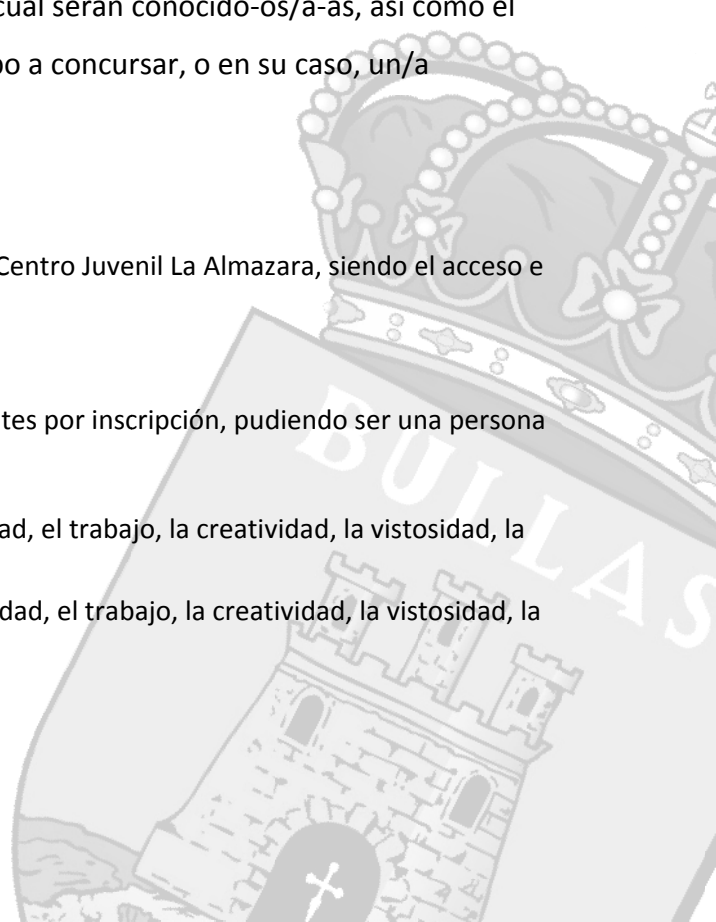 cual serán conocido-os/a-as, así como el
po a concursar, o en su caso, un/a
Centro Juvenil La Almazara, siendo el acceso e
tes por inscripción, pudiendo ser una persona
ad, el trabajo, la creatividad, la vistosidad, la
dad, el trabajo, la creatividad, la vistosidad, la
BULLAS